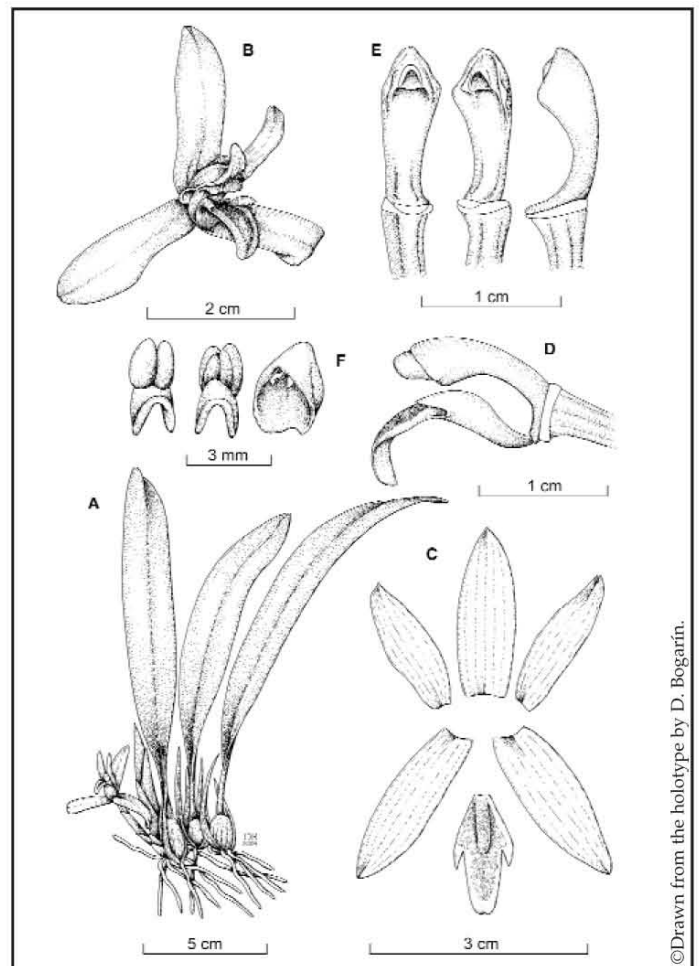 B
E
2 cm
1 cm
F
D
3 mm
1 cm
A
C
5 cm
3 cm
©Drawn from the holotype by D. Bogarín.